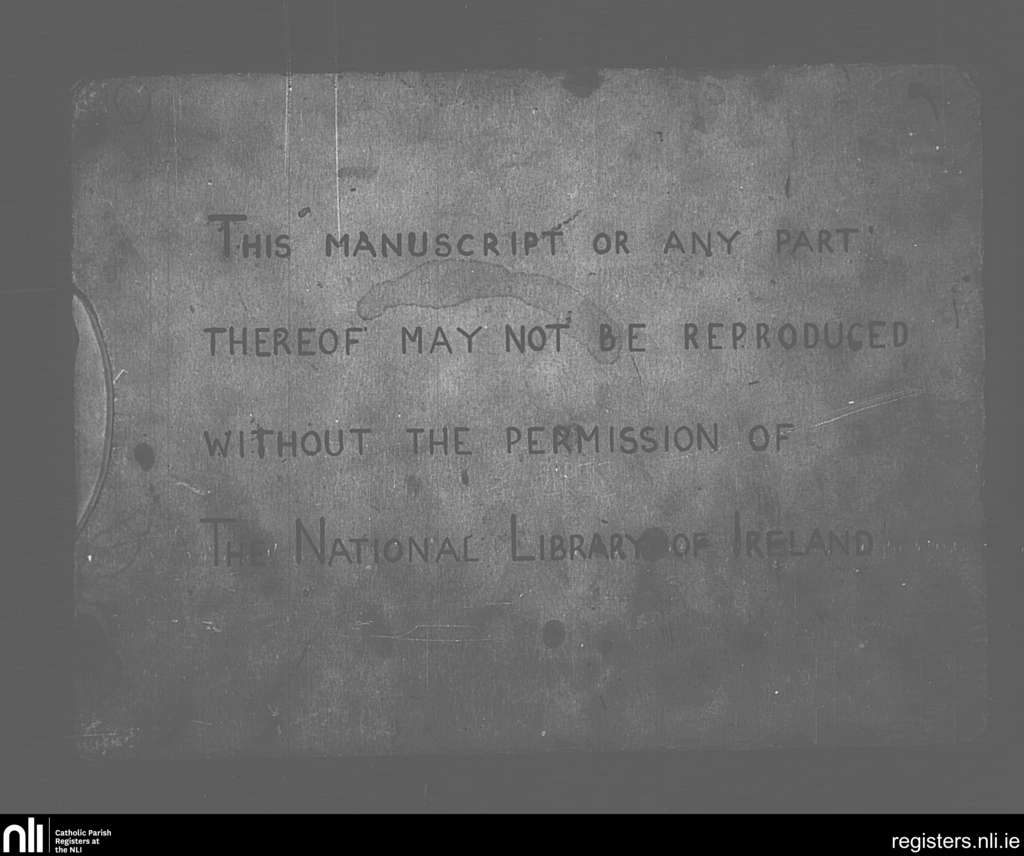 THIS MANUSCRIPT OR ANY PART
THEREOF MAY NOT BE REPRODUCED
WITHOUT THE PERMISSION OF
THE NATIONAL LIBRARY OF IRELAND
nli
Catholic Parish
Registers at
the NLI
registers.nli.ie